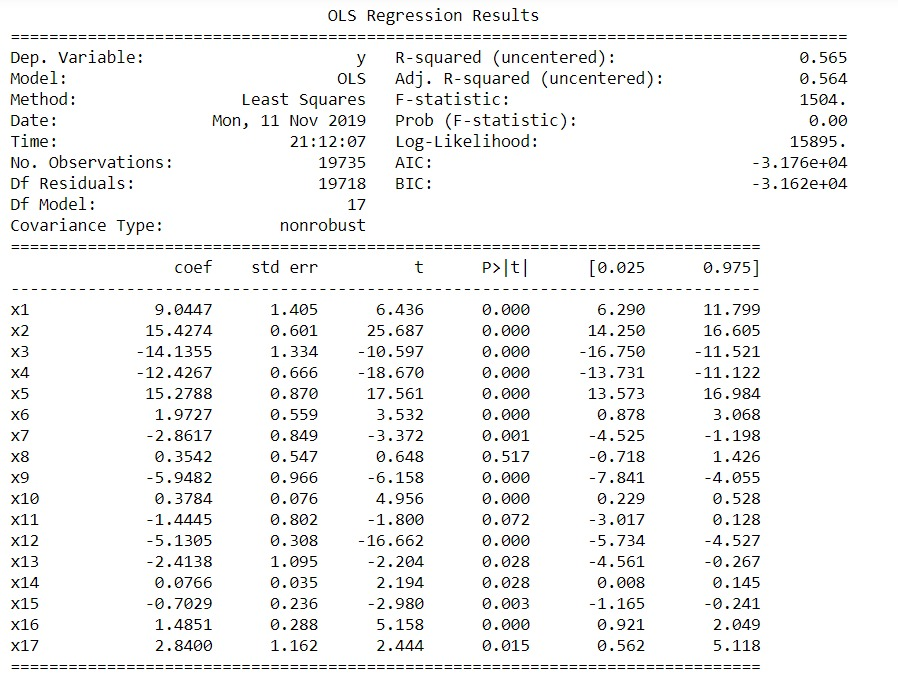 OLS Regression Results
==============================================================================
Dep. Variable: y R-squared (uncentered): 0.565
Model: OLS Adj. R-squared (uncentered): 0.564
Method: Least Squares F-statistic: 1504.
Date: Mon, 11 Nov 2019 Prob (F-statistic): 0.00
Time: 21:12:07 Log-Likelihood: 15895.
No. Observations: 19735 AIC: -3.176e+04
Df Residuals: 19718 BIC: -3.162e+04
Df Model: 17
Covariance Type: nonrobust
==============================================================================
coef std err t P>|t| [0.025 0.975]
------------------------------------------------------------------------------
x1 9.0447 1.405 6.436 0.000 6.290 11.799
x2 15.4274 0.601 25.687 0.000 14.250 16.605
x3 -14.1355 1.334 -10.597 0.000 -16.750 -11.521
x4 -12.4267 0.666 -18.670 0.000 -13.731 -11.122
x5 15.2788 0.870 17.561 0.000 13.573 16.984
x6 1.9727 0.559 3.532 0.000 0.878 3.068
x7 -2.8617 0.849 -3.372 0.001 -4.525 -1.198
x8 0.3542 0.547 0.648 0.517 -0.718 1.426
x9 -5.9482 0.966 -6.158 0.000 -7.841 -4.055
x10 0.3784 0.076 4.956 0.000 0.229 0.528
x11 -1.4445 0.802 -1.800 0.072 -3.017 0.128
x12 -5.1305 0.308 -16.662 0.000 -5.734 -4.527
x13 -2.4138 1.095 -2.204 0.028 -4.561 -0.267
x14 0.0766 0.035 2.194 0.028 0.008 0.145
x15 -0.7029 0.236 -2.980 0.003 -1.165 -0.241
x16 1.4851 0.288 5.158 0.000 0.921 2.049
x17 2.8400 1.162 2.444 0.015 0.562 5.118
==============================================================================